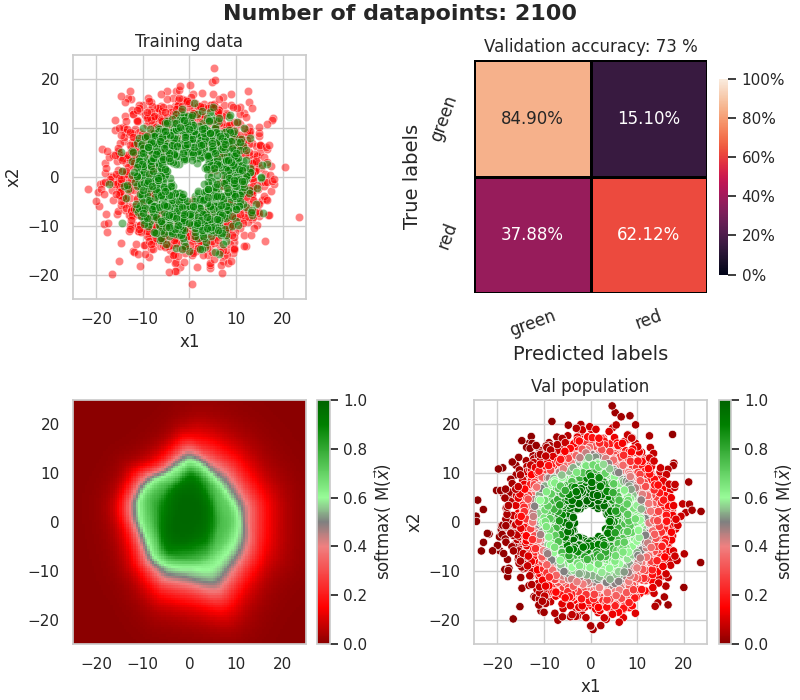 Number of datapoints: 2100
Training data
20
10
0
−10
−20
x2
−20 −10 0 10 20
x1
Validation accuracy: 73 %
True labels
green
red
84.90% 15.10%
37.88% 62.12%
green red
Predicted labels
100%
80%
60%
40%
20%
0%
20
10
0
−10
−20
−20 −10 0 10 20
1.0
0.8
0.6
0.4
0.2
0.0
softmax( M(x⃗)
Val population
20
10
0
−10
−20
x2
−20 −10 0 10 20
x1
1.0
0.8
0.6
0.4
0.2
0.0
softmax( M(x⃗)